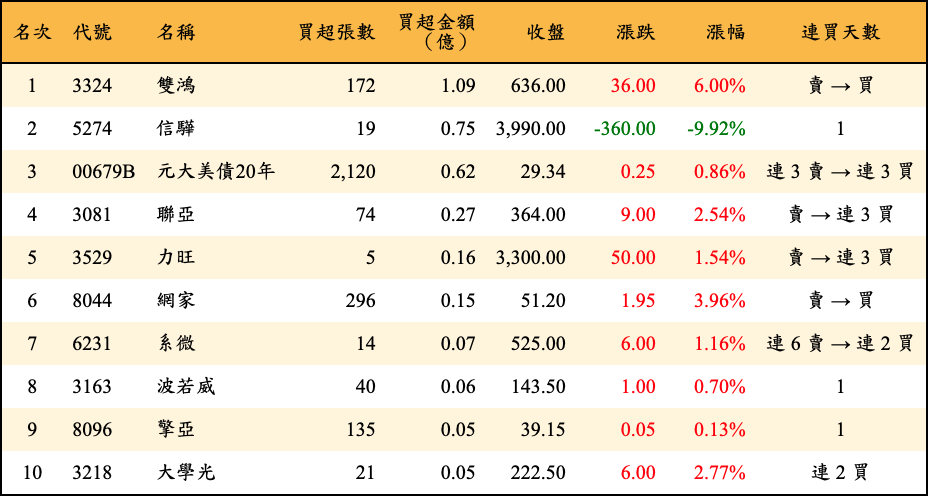 名次 代號 名稱 買超張數 買超金額（億） 收盤 漲跌 漲幅 連買天數
1 3324 雙鴻 172 1.09 636.00 36.00 6.00% 賣 → 買
2 5274 信驊 19 0.75 3,990.00 -360.00 -9.92% 1
3 00679B 元大美債20年 2,120 0.62 29.34 0.25 0.86% 連 3 賣 → 連 3 買
4 3081 聯亞 74 0.27 364.00 9.00 2.54% 賣 → 連 3 買
5 3529 力旺 5 0.16 3,300.00 50.00 1.54% 賣 → 連 3 買
6 8044 網家 296 0.15 51.20 1.95 3.96% 賣 → 買
7 6231 系微 14 0.07 525.00 6.00 1.16% 連 6 賣 → 連 2 買
8 3163 波若威 40 0.06 143.50 1.00 0.70% 1
9 8096 擎亞 135 0.05 39.15 0.05 0.13% 1
10 3218 大學光 21 0.05 222.50 6.00 2.77% 連 2 買